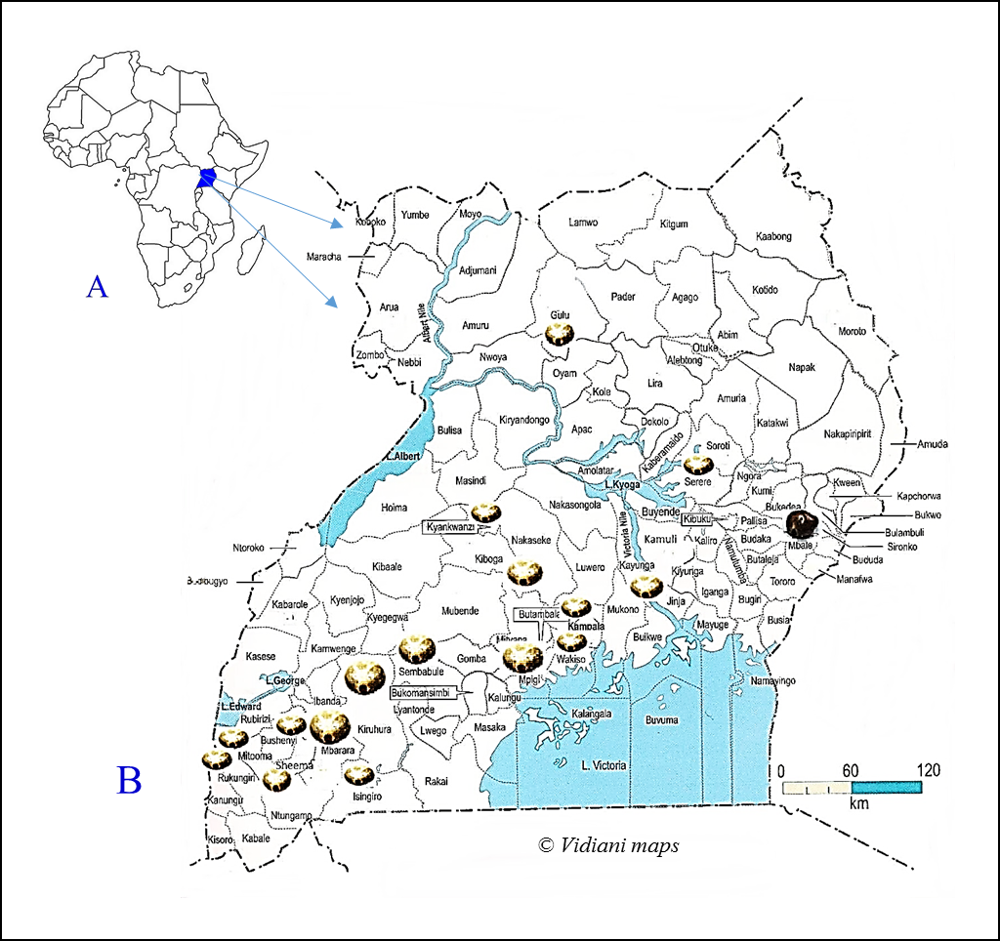 A
Koboko
Yumbe
Moyo
Maracha
Adjumani
Arua
Albert Nile
Amuru
Zombo
Nebbi
Nwoya
Lamwo
Kitgum
Kaabong
Gulu
Pader
Agago
Kotido
Abim
Moroto
Otuke
Alebtong
Napak
Oyam
Kole
Lira
Amuria
Katakwi
Nakapiripirit
Amuda
Bulisa
Kiryandongo
Apac
Dokolo
Kaberamaido
Soroti
L.Albert
Masindi
Amolatar
L.Kyoga
Serere
Ngora
Kumi
Kween
Kapchorwa
Hoima
Nakasongola
Buyende
Kibuku
Pallisa
Bukedea
Bukwo
Kyankwanzi
Nakaseke
Victoria Nile
Kamuli
Kaliro
Budaka
Mbale
Bulambuli
Sironko
Ntoroko
Kibaale
Kiboga
Luwero
Kayunga
Kiyunga
Namutumba
Butaleja
Bududa
Manafwa
Kabarole
Kyenjojo
Kyegegwa
Mubende
Butambala
Kampala
Mukono
Jinja
Iganga
Bugiri
Tororo
Busia
Kasese
Kamwenge
Sembabule
Gomba
Mityana
Mpigi
Wakiso
Buikwe
Mayuge
Namayingo
L.George
Bukomansimbi
Kalungu
L.Edward
Rubirizi
Ibanda
Lyantonde
Kalangala
Buvuma
Bushenyi
Kiruhura
Lwego
Masaka
Mitooma
Mbarara
Sheema
L. Victoria
Rukungiri
Isingiro
Rakai
Kanungu
Ntungamo
Kisoro
Kabale
B
0 60 120
km
© Vidiani maps